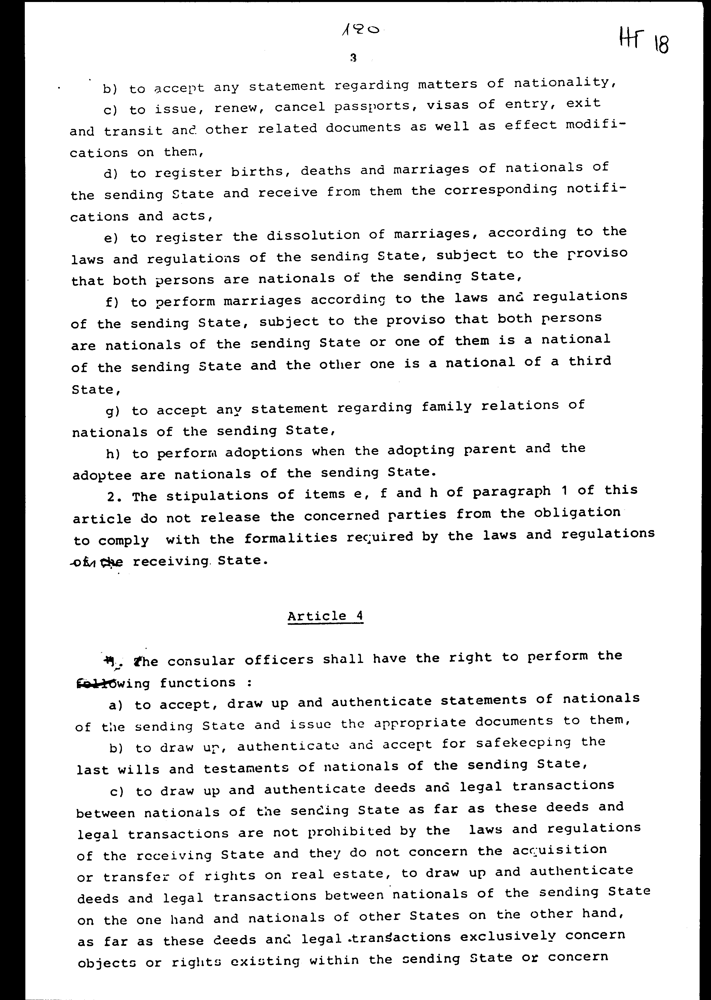 120
18
3
b) to accept any statement regarding matters of nationality,
c) to issue, renew, cancel passports, visas of entry, exit
and transit and other related documents as well as effect modifi-
cations on them,
d) to register births, deaths and marriages of nationals of
the sending State and receive from them the corresponding notifi-
cations and acts,
e) to register the dissolution of marriages, according to the
laws and regulations of the sending State, subject to the proviso
that both persons are nationals of the sending State,
f) to perform marriages according to the laws and regulations
of the sending State, subject to the proviso that both persons
are nationals of the sending State or one of them is a national
of the sending State and the other one is a national of a third
State,
g) to accept any statement regarding family relations of
nationals of the sending State,
h) to perform adoptions when the adopting parent and the
adoptee are nationals of the sending State.
2. The stipulations of items e, f and h of paragraph 1 of this
article do not release the concerned parties from the obligation
to comply with the formalities required by the laws and regulations
of the receiving State.
Article 4
1. The consular officers shall have the right to perform the
following functions :
a) to accept, draw up and authenticate statements of nationals
of the sending State and issue the appropriate documents to them,
b) to draw up, authenticate and accept for safekeeping the
last wills and testaments of nationals of the sending State,
c) to draw up and authenticate deeds and legal transactions
between nationals of the sending State as far as these deeds and
legal transactions are not prohibited by the laws and regulations
of the receiving State and they do not concern the acquisition
or transfer of rights on real estate, to draw up and authenticate
deeds and legal transactions between nationals of the sending State
on the one hand and nationals of other States on the other hand,
as far as these deeds and legal transactions exclusively concern
objects or rights existing within the sending State or concern